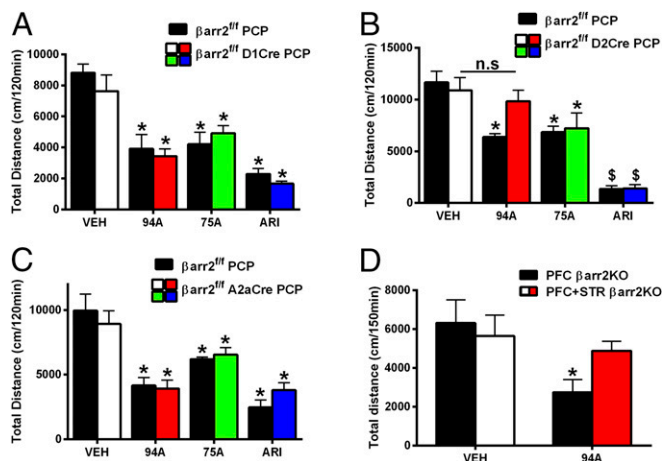 A
βarr2f/f PCP
βarr2f/f D1Cre PCP
Total Distance (cm/120min)
10000
8000
6000
4000
2000
0
* * * * * *
VEH 94A 75A ARI
B
βarr2f/f PCP
βarr2f/f D2Cre PCP
Total Distance (cm/120min)
15000
10000
5000
0
n.s
* * * $ $
VEH 94A 75A ARI
C
βarr2f/f PCP
βarr2f/f A2aCre PCP
Total Distance (cm/120min)
10000
5000
0
* * * * * *
VEH 94A 75A ARI
D
PFC βarr2KO
PFC+STR βarr2KO
Total distance (cm/150min)
8000
6000
4000
2000
0
*
VEH 94A